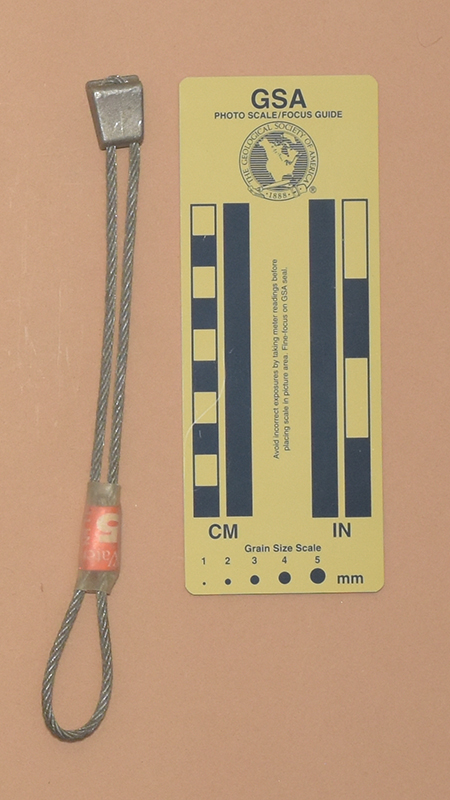 GSA
PHOTO SCALE/FOCUS GUIDE
THE GEOLOGICAL SOCIETY OF AMERICA
1888
®
Avoid incorrect exposures by taking meter readings before
placing scale in picture area. Fine-focus on GSA seal.
CM
IN
Grain Size Scale
1 2 3 4 5
mm
5